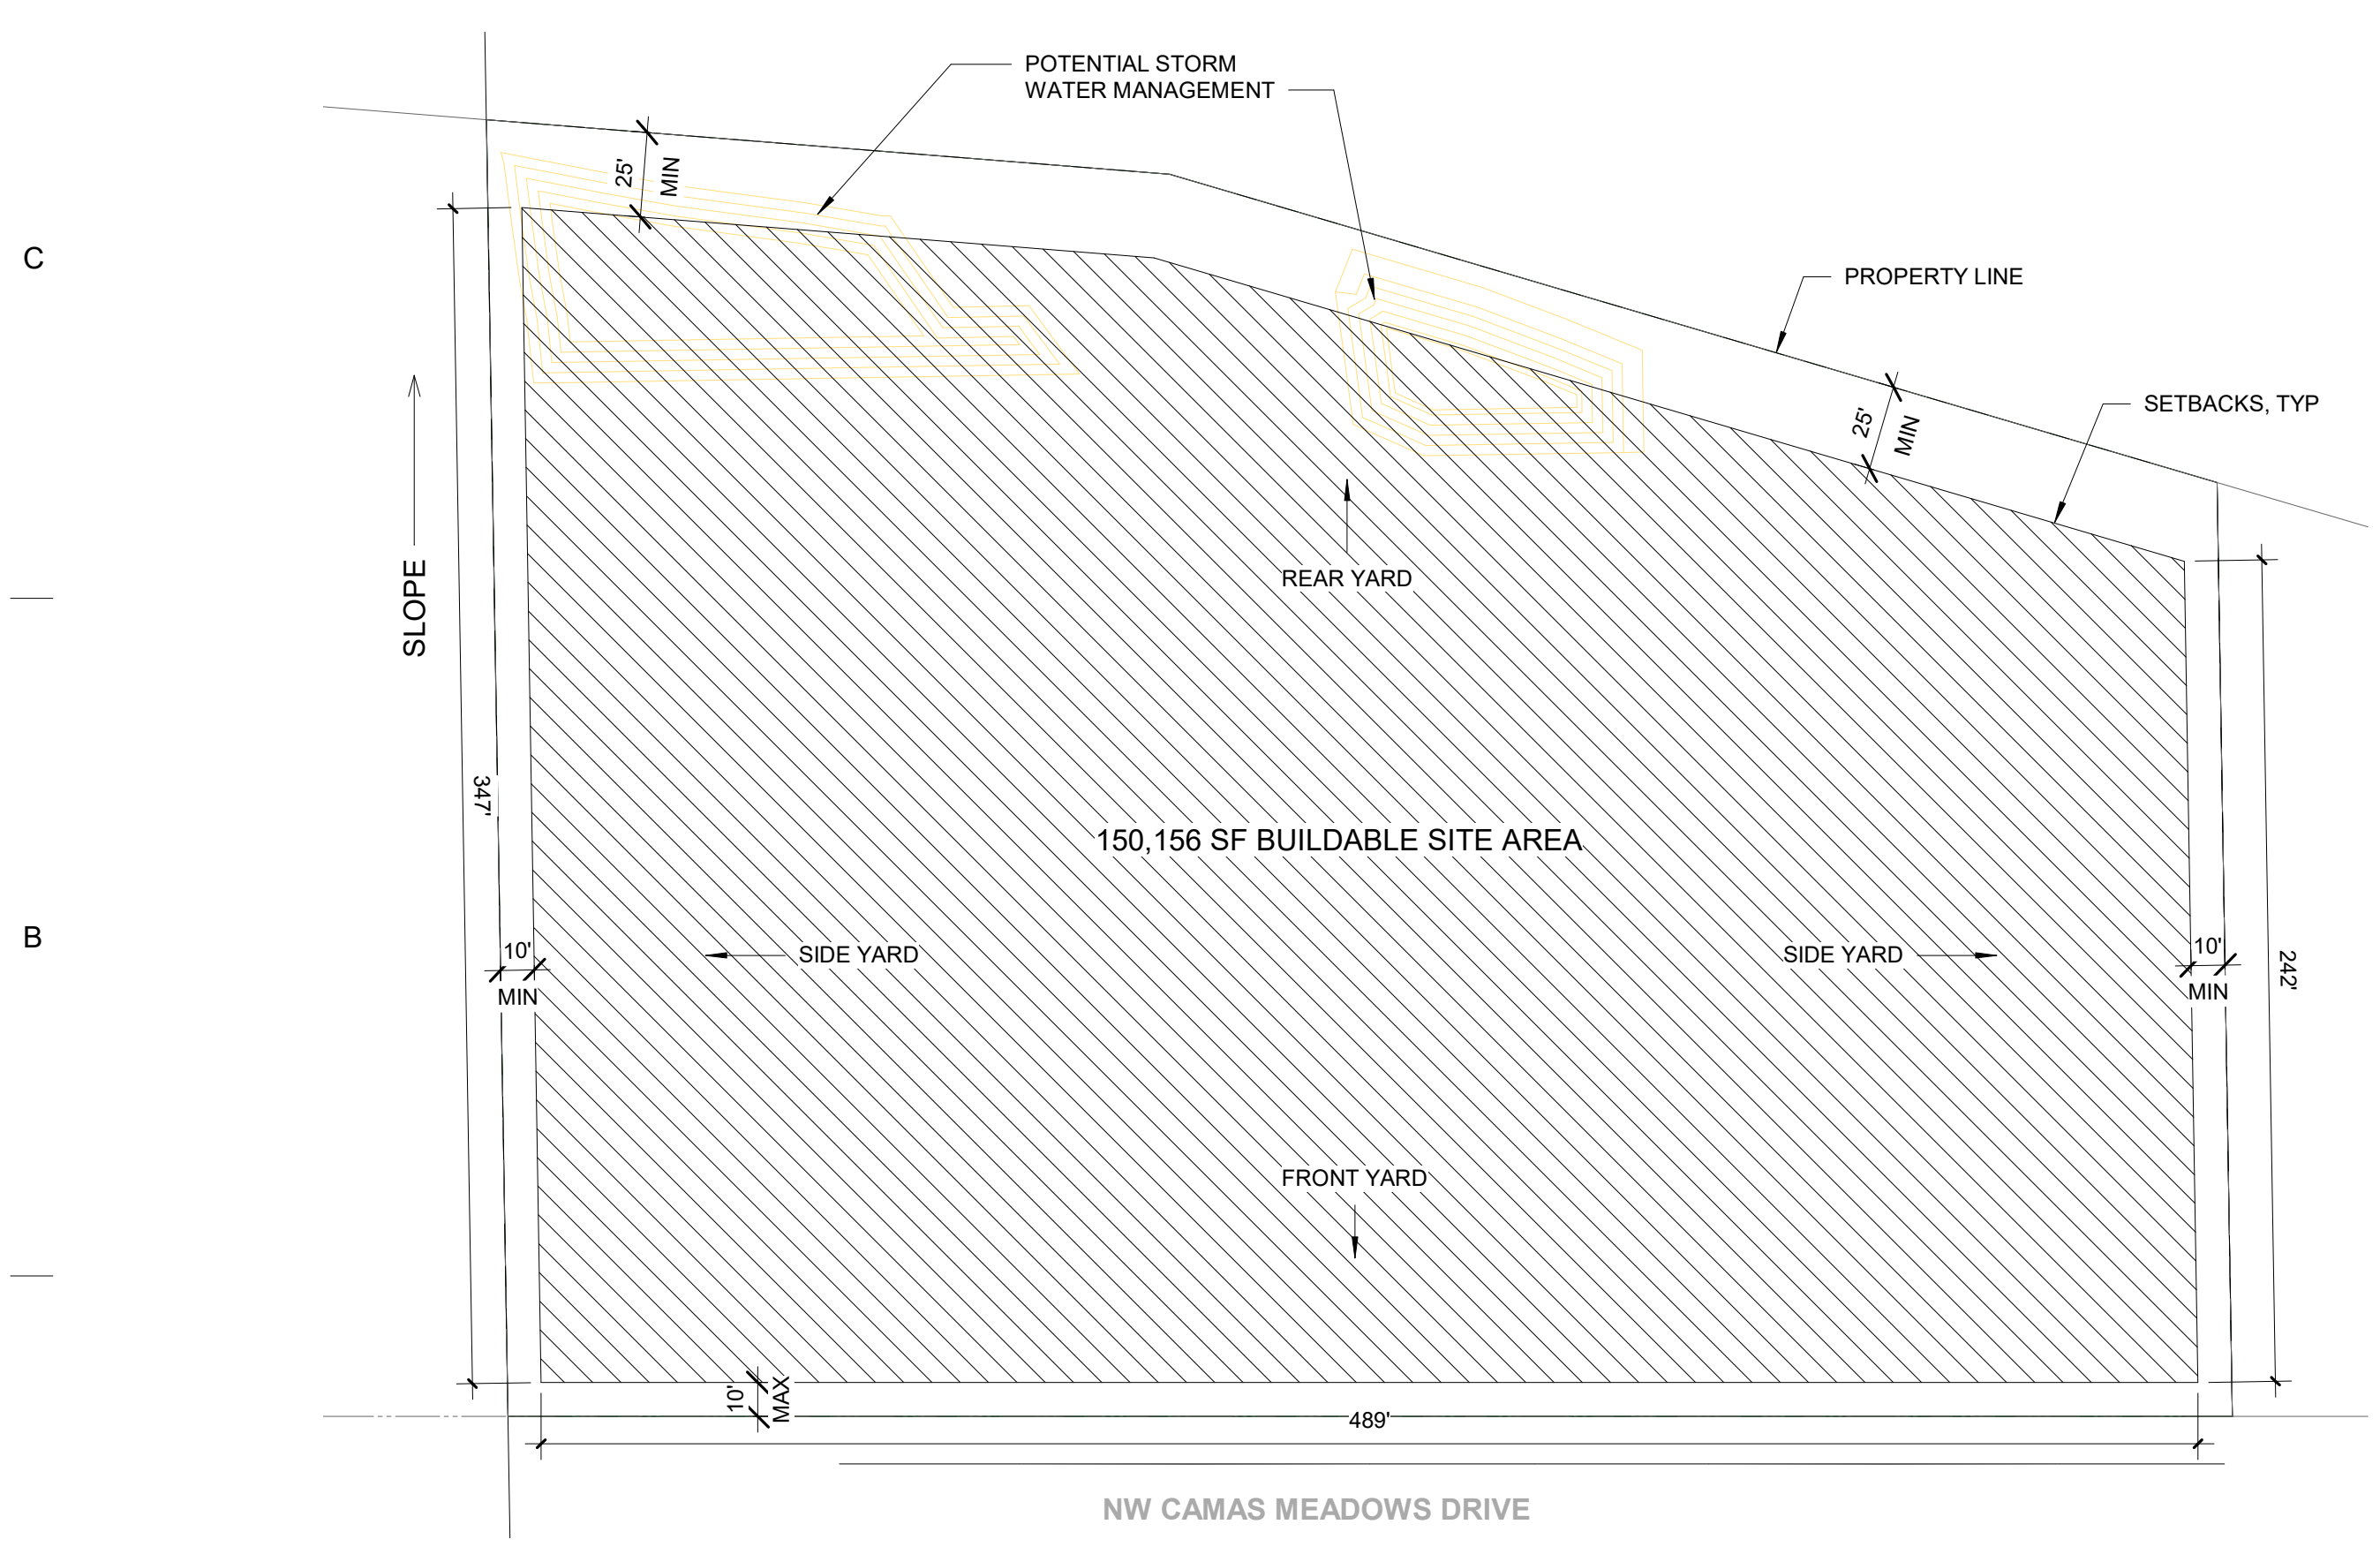 POTENTIAL STORM
WATER MANAGEMENT
25'
MIN
C
PROPERTY LINE
SETBACKS, TYP
25'
MIN
REAR YARD
SLOPE
347'
150,156 SF BUILDABLE SITE AREA
B
10'
MIN
SIDE YARD
SIDE YARD
10'
MIN
242'
FRONT YARD
10'
MAX
489'
NW CAMAS MEADOWS DRIVE